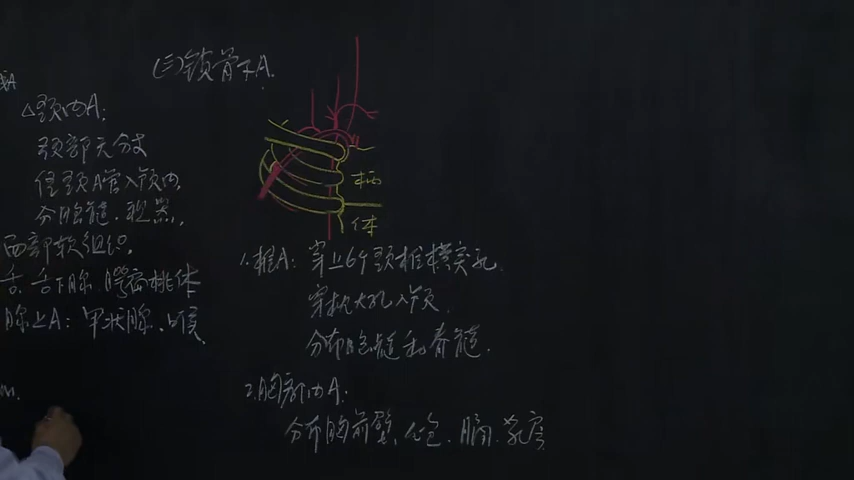 (三)锁骨下A.
△颈内A:
颈部无分支
经颈A管入颅内,
分布脑髓.视器,
面部软组织.
舌.舌下腺.腭扁桃体
腺上A:甲状腺、喉.
柄
体
1.椎A:穿上6个颈椎横突孔
穿枕大孔入颅.
分布脑髓和脊髓.
2.胸廓内A:
分布胸前壁、心包.膈.乳房